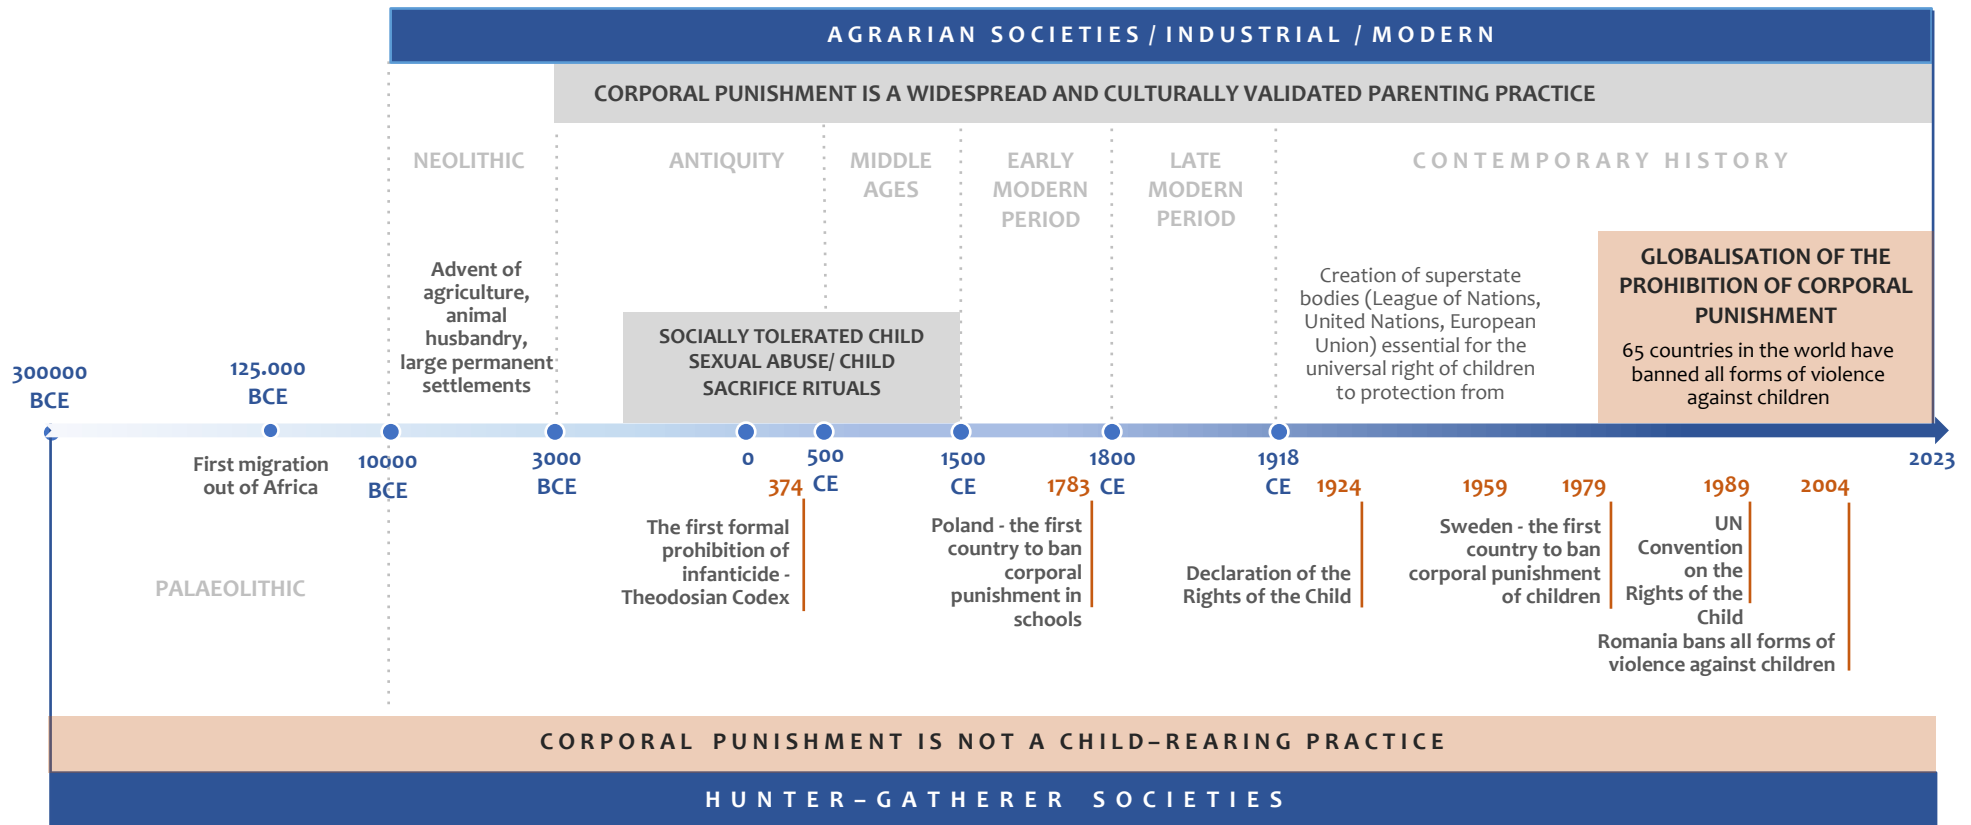 AGRARIAN SOCIETIES / INDUSTRIAL / MODERN
CORPORAL PUNISHMENT IS A WIDESPREAD AND CULTURALLY VALIDATED PARENTING PRACTICE
NEOLITHIC
ANTIQUITY
MIDDLE
AGES
EARLY
MODERN
PERIOD
LATE
MODERN
PERIOD
CONTEMPORARY HISTORY
Advent of
agriculture,
animal
husbandry,
large permanent
settlements
SOCIALLY TOLERATED CHILD
SEXUAL ABUSE/ CHILD
SACRIFICE RITUALS
Creation of superstate
bodies (League of Nations,
United Nations, European
Union) essential for the
universal right of children
to protection from
GLOBALISATION OF THE
PROHIBITION OF CORPORAL
PUNISHMENT
65 countries in the world have
banned all forms of violence
against children
300000
BCE
125.000
BCE
First migration
out of Africa
10000
BCE
3000
BCE
0
500
CE
1500
CE
1800
CE
1918
CE
2023
374
The first formal
prohibition of
infanticide -
Theodosian Codex
1783
Poland - the first
country to ban
corporal
punishment in
schools
1924
Declaration of the
Rights of the Child
1959
1979
Sweden - the first
country to ban
corporal punishment
of children
1989
UN
Convention
on the
Rights of the
Child
2004
Romania bans all forms of
violence against children
PALAEOLITHIC
CORPORAL PUNISHMENT IS NOT A CHILD–REARING PRACTICE
HUNTER–GATHERER SOCIETIES